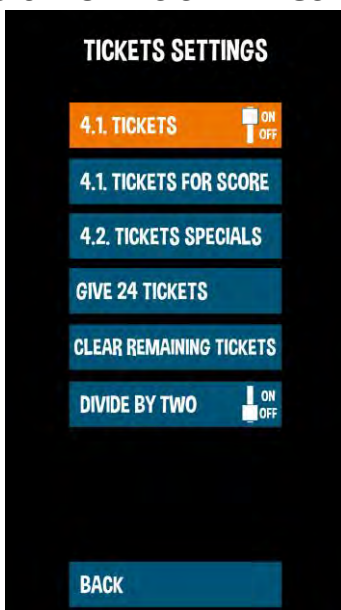 TICKETS SETTINGS
4.1. TICKETS ON
OFF
4.1. TICKETS FOR SCORE
4.2. TICKETS SPECIALS
GIVE 24 TICKETS
CLEAR REMAINING TICKETS
DIVIDE BY TWO ON
OFF
BACK